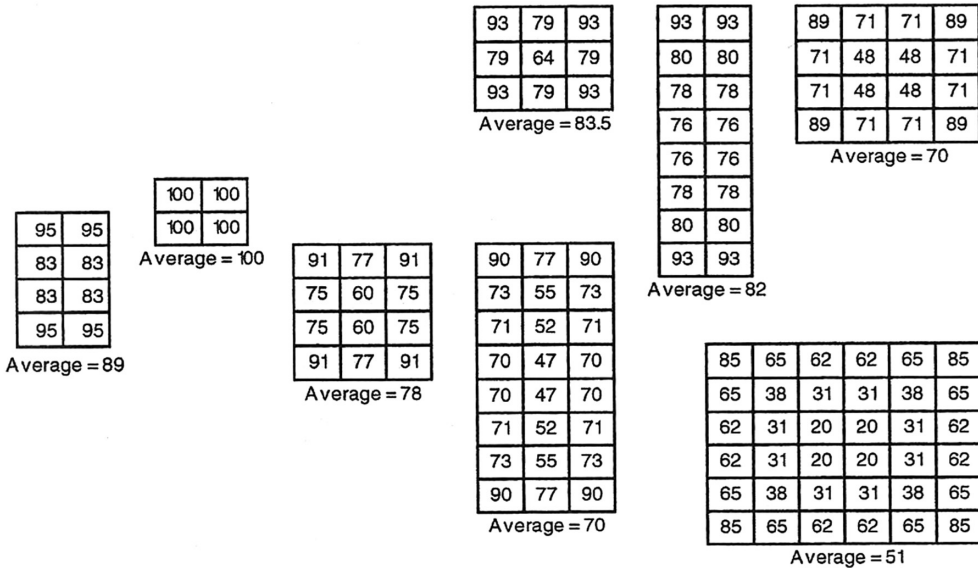 93 79 93
79 64 79
93 79 93
Average = 83.5
93 93
80 80
78 78
76 76
76 76
78 78
80 80
93 93
Average = 82
89 71 71 89
71 48 48 71
71 48 48 71
89 71 71 89
Average = 70
95 95
83 83
83 83
95 95
Average = 89
100 100
100 100
Average = 100
91 77 91
75 60 75
75 60 75
91 77 91
Average = 78
90 77 90
73 55 73
71 52 71
70 47 70
70 47 70
71 52 71
73 55 73
90 77 90
Average = 70
85 65 62 62 65 85
65 38 31 31 38 65
62 31 20 20 31 62
62 31 20 20 31 62
65 38 31 31 38 65
85 65 62 62 65 85
Average = 51